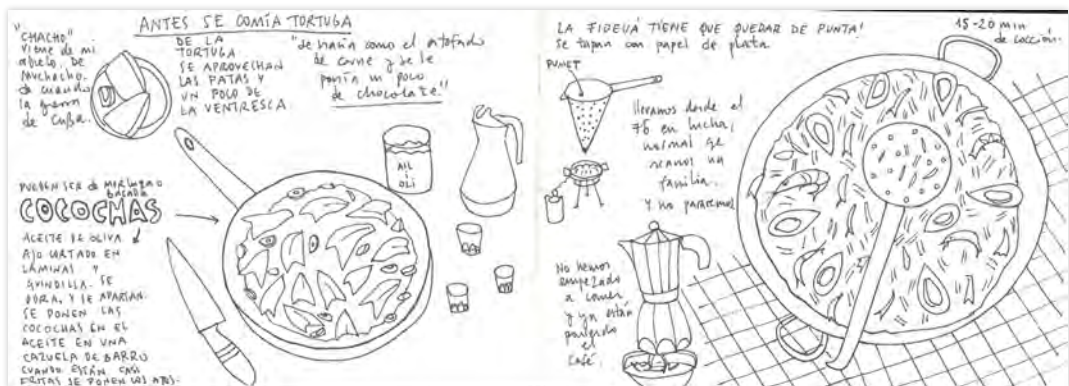 ANTES SE COMÍA TORTUGA
"CHACHO"
viene de mi
abuelo, de
Muchacho.
de cuando
la guerra
de Cuba.
DE LA
TORTUGA
SE APROVECHAN
LAS PATAS Y
UN POCO DE
LA VENTRESCA.
"se hacía como el estofado
de carne y se le
ponía un poco
de chocolate"
ALL
i
OLI
PUEDEN SER de MERLUZA O
BACALAO
COCOCHAS
ACEITE DE OLIVA
AJO CORTADO EN
LÁMINAS Y
GUINDILLA. SE
DORA, Y SE APARTAN.
SE PONEN LAS
COCOCHAS EN EL
ACEITE EN UNA
CAZUELA DE BARRO
CUANDO ESTÁN CASI
FRITAS SE PONEN LOS AJOS.
LA FIDEUÁ TIENE QUE QUEDAR DE PUNTA!
se tapan con papel de plata.
15-20 min
de cocción.
llevamos desde el
76 en lucha,
normal que
seamos una
familia.
Y no pararemos
No hemos
empezado
a comer
y ya están
poniendo
el
café.